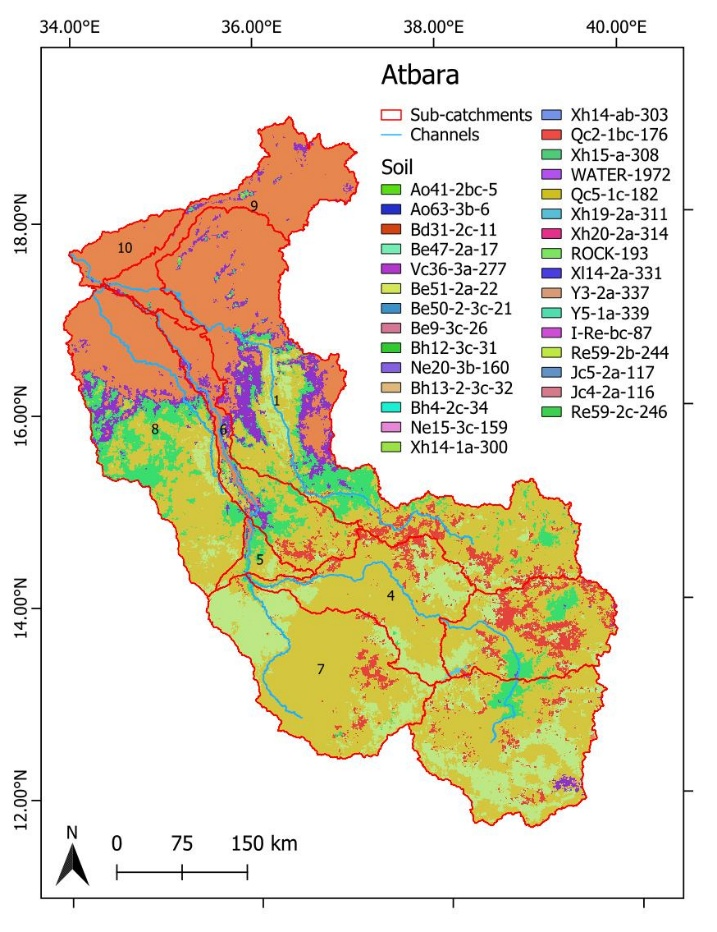 34.00°E 36.00°E 38.00°E 40.00°E
Atbara
Sub-catchments
Channels
Soil
Ao41-2bc-5
Ao63-3b-6
Bd31-2c-11
Be47-2a-17
Vc36-3a-277
Be51-2a-22
Be50-2-3c-21
Be9-3c-26
Bh12-3c-31
Ne20-3b-160
Bh13-2-3c-32
Bh4-2c-34
Ne15-3c-159
Xh14-1a-300
Xh14-ab-303
Qc2-1bc-176
Xh15-a-308
WATER-1972
Qc5-1c-182
Xh19-2a-311
Xh20-2a-314
ROCK-193
Xl14-2a-331
Y3-2a-337
Y5-1a-339
I-Re-bc-87
Re59-2b-244
Jc5-2a-117
Jc4-2a-116
Re59-2c-246
18.00°N
16.00°N
14.00°N
12.00°N
9
10
1
8
6
5
4
7
N
0 75 150 km